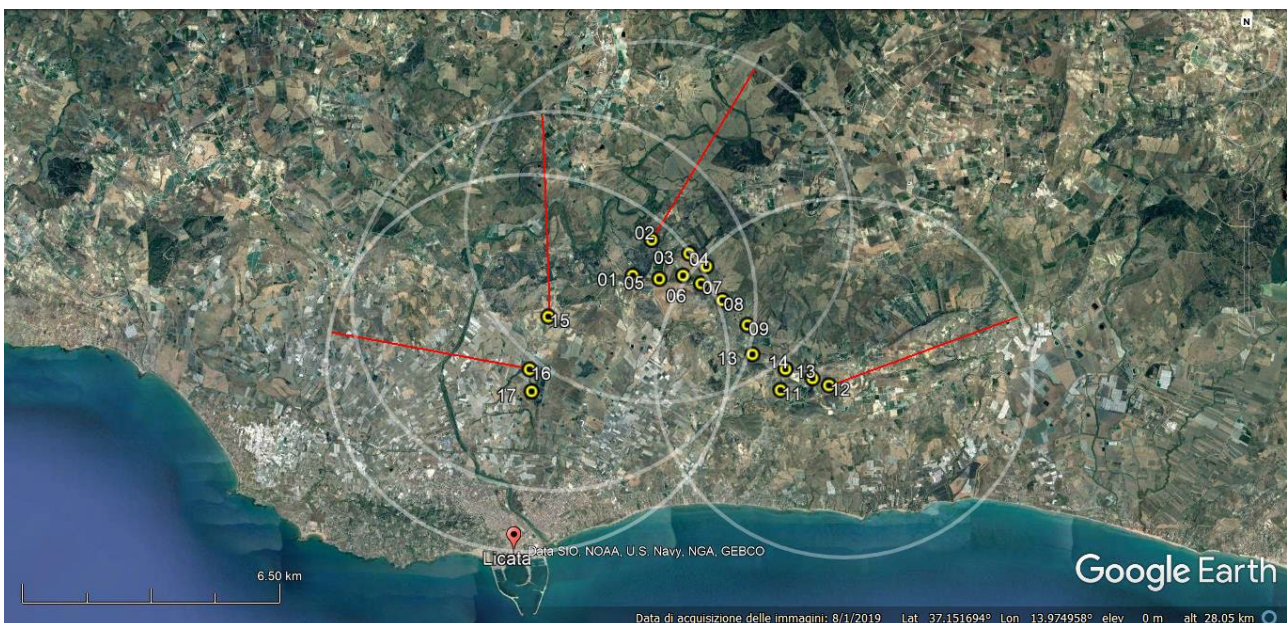 N
02
03
04
01
05
06
07
08
15
09
13
14
16
13
17
11
12
Licata
Data SIO, NOAA, U.S. Navy, NGA, GEBCO
6.50 km
Google Earth
Data di acquisizione delle immagini: 8/1/2019 Lat 37.151694° Lon 13.974958° elev 0 m alt 28.05 km